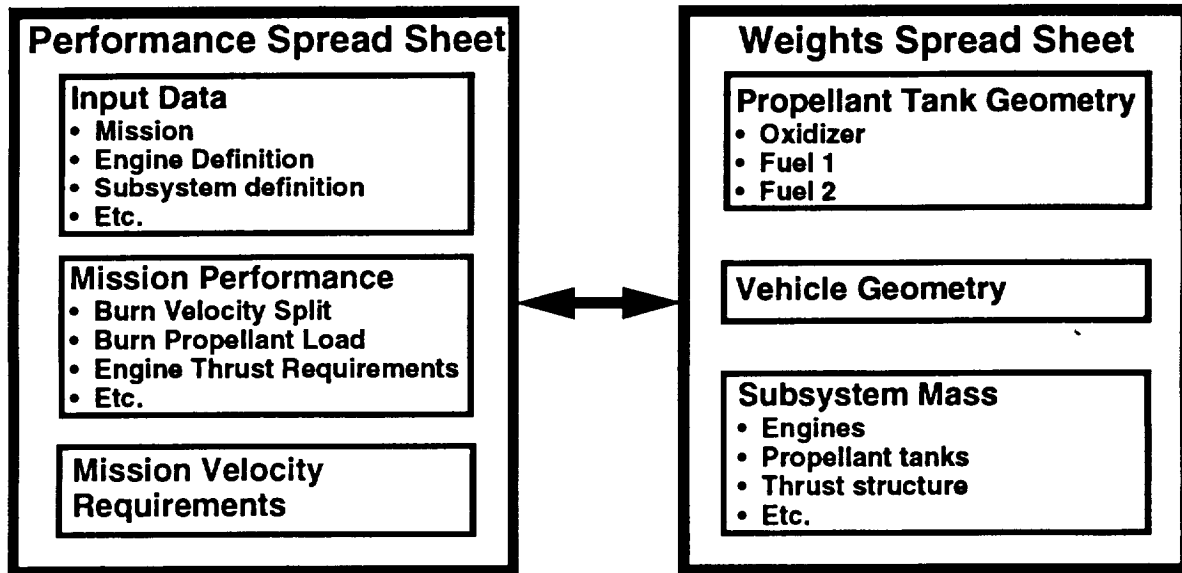 Performance Spread Sheet
Input Data
• Mission
• Engine Definition
• Subsystem definition
• Etc.
Mission Performance
• Burn Velocity Split
• Burn Propellant Load
• Engine Thrust Requirements
• Etc.
Mission Velocity
Requirements
Weights Spread Sheet
Propellant Tank Geometry
• Oxidizer
• Fuel 1
• Fuel 2
Vehicle Geometry
Subsystem Mass
• Engines
• Propellant tanks
• Thrust structure
• Etc.